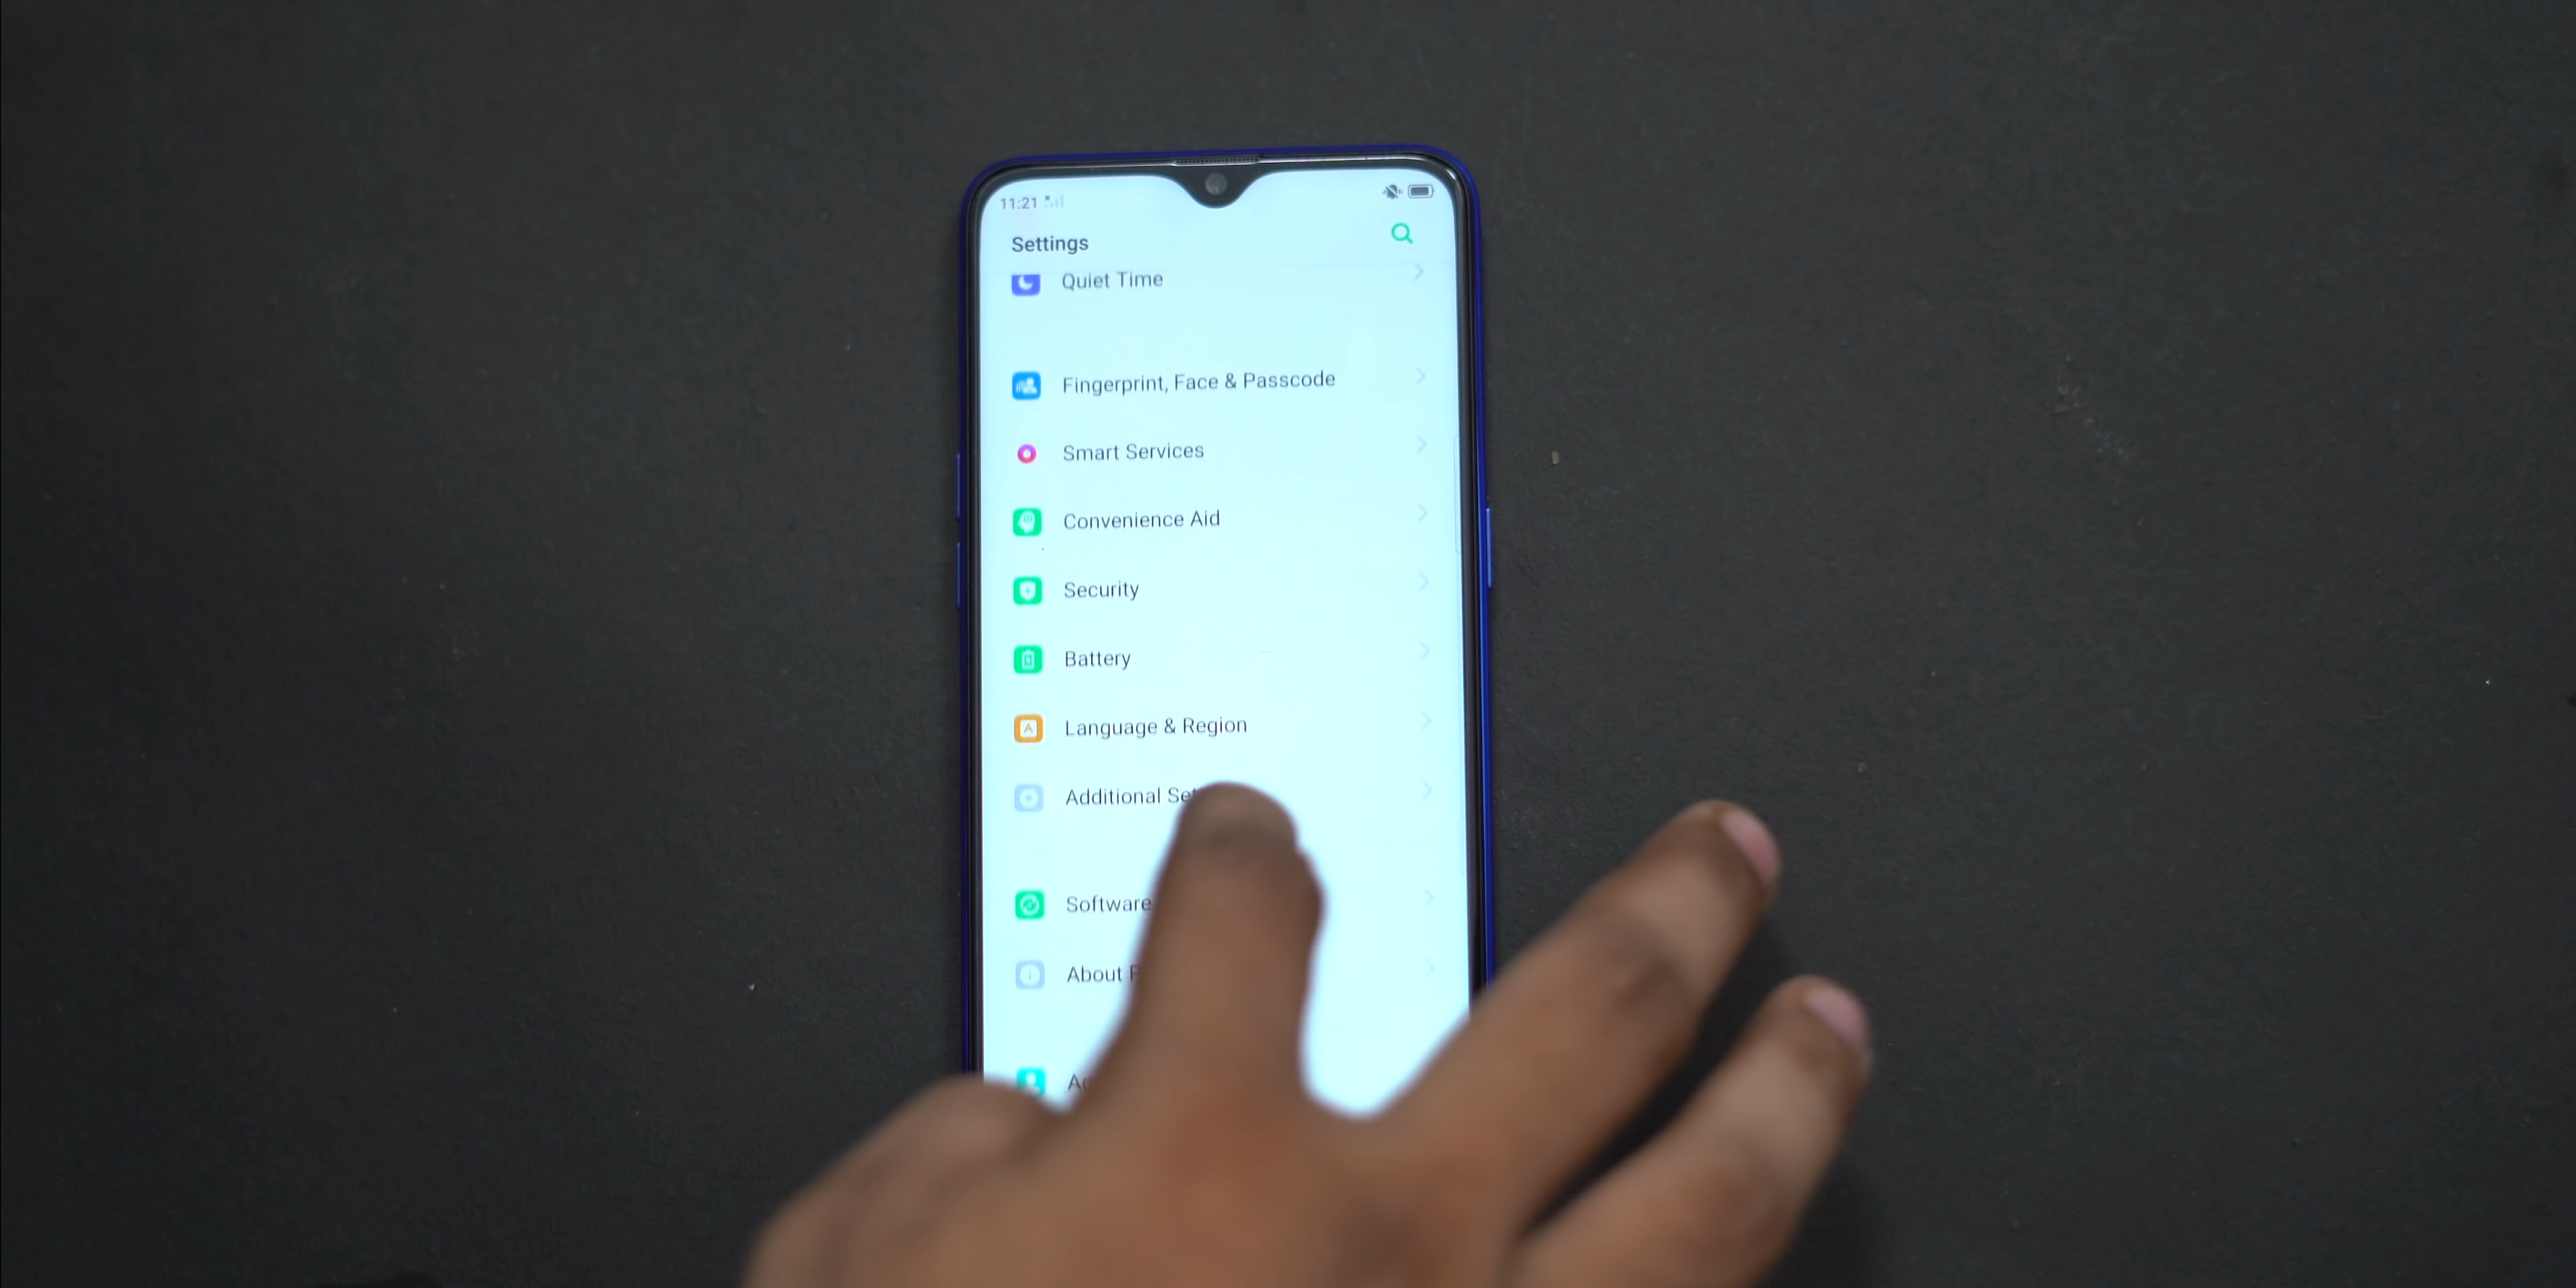 11:21
Settings
Quiet Time
Fingerprint, Face & Passcode
Smart Services
Convenience Aid
Security
Battery
Language & Region
Additional
Software
About